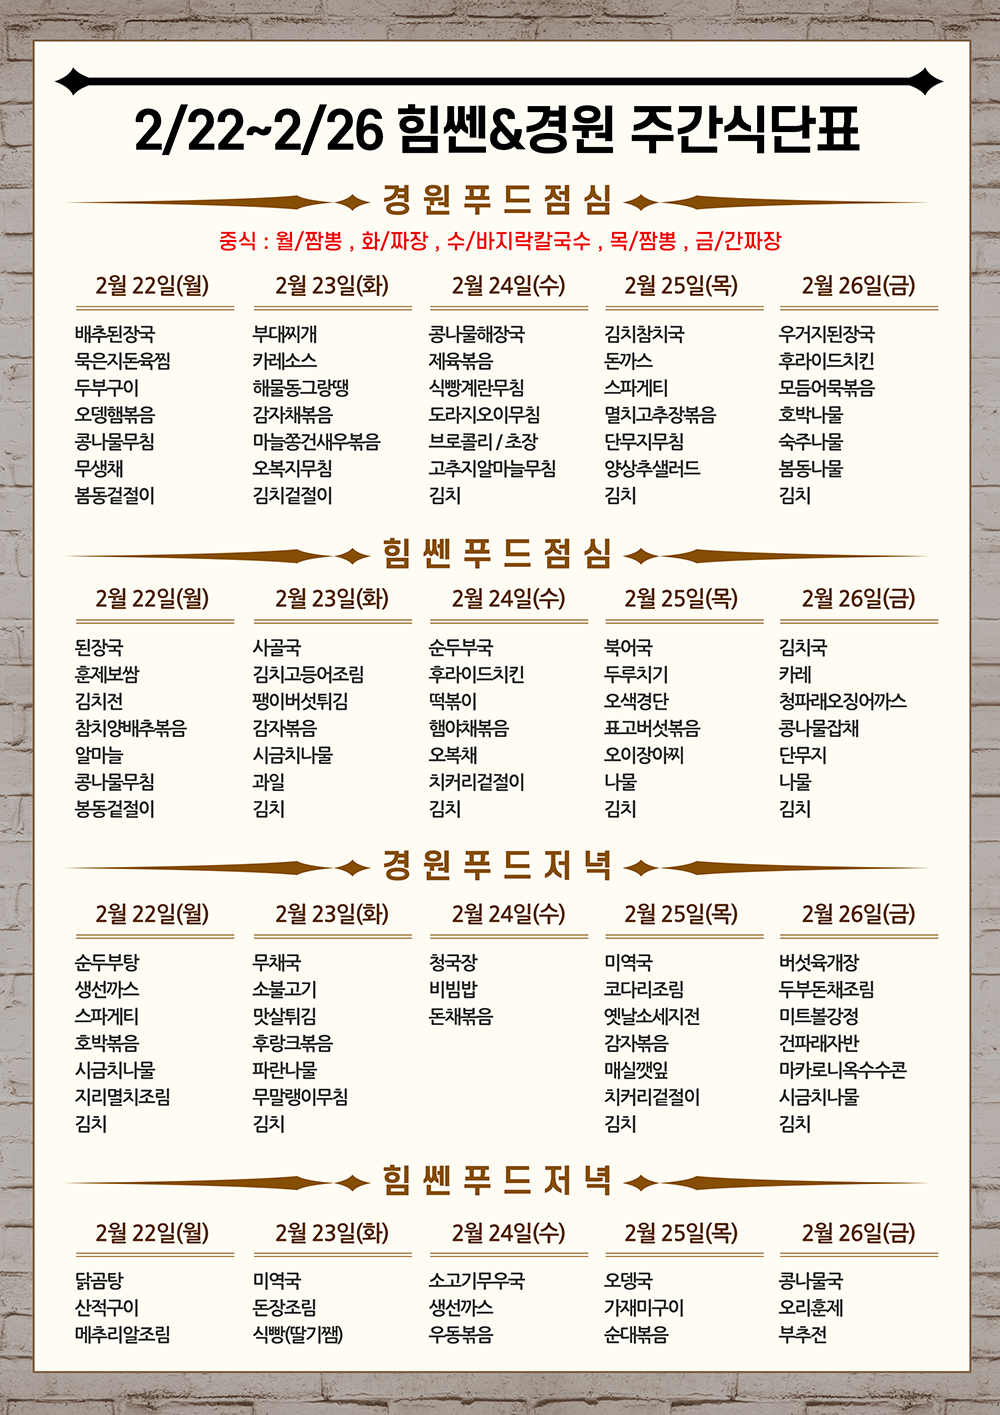 2/22~2/26 힘쎈&경원 주간식단표
경원푸드점심
중식 : 월/짬뽕 , 화/짜장 , 수/바지락칼국수 , 목/짬뽕 , 금/간짜장
2월 22일(월) 2월 23일(화) 2월 24일(수) 2월 25일(목) 2월 26일(금)
배추된장국 부대찌개 콩나물해장국 김치참치국 우거지된장국
묵은지돈육찜 카레소스 제육볶음 돈까스 후라이드치킨
두부구이 해물동그랑땡 식빵계란무침 스파게티 모듬어묵볶음
오뎅햄볶음 감자채볶음 도라지오이무침 멸치고추장볶음 호박나물
콩나물무침 마늘쫑건새우볶음 브로콜리 / 초장 단무지무침 숙주나물
무생채 오복지무침 고추지알마늘무침 양상추샐러드 봄동나물
봄동겉절이 김치겉절이 김치 김치 김치
힘쎈푸드점심
2월 22일(월) 2월 23일(화) 2월 24일(수) 2월 25일(목) 2월 26일(금)
된장국 사골국 순두부국 북어국 김치국
훈제보쌈 김치고등어조림 후라이드치킨 두루치기 카레
김치전 팽이버섯튀김 떡볶이 오색경단 청파래오징어까스
참치양배추볶음 감자볶음 햄야채볶음 표고버섯볶음 콩나물잡채
알마늘 시금치나물 오복채 오이장아찌 단무지
콩나물무침 과일 치커리겉절이 나물 나물
봉동겉절이 김치 김치 김치 김치
경원푸드저녁
2월 22일(월) 2월 23일(화) 2월 24일(수) 2월 25일(목) 2월 26일(금)
순두부탕 무채국 청국장 미역국 버섯육개장
생선까스 소불고기 비빔밥 코다리조림 두부돈채조림
스파게티 맛살튀김 돈채볶음 옛날소세지전 미트볼강정
호박볶음 후랑크볶음 감자볶음 건파래자반
시금치나물 파란나물 매실깻잎 마카로니옥수수콘
지리멸치조림 무말랭이무침 치커리겉절이 시금치나물
김치 김치 김치 김치
힘쎈푸드저녁
2월 22일(월) 2월 23일(화) 2월 24일(수) 2월 25일(목) 2월 26일(금)
닭곰탕 미역국 소고기무우국 오뎅국 콩나물국
산적구이 돈장조림 생선까스 가재미구이 오리훈제
메추리알조림 식빵(딸기쨈) 우동볶음 순대볶음 부추전